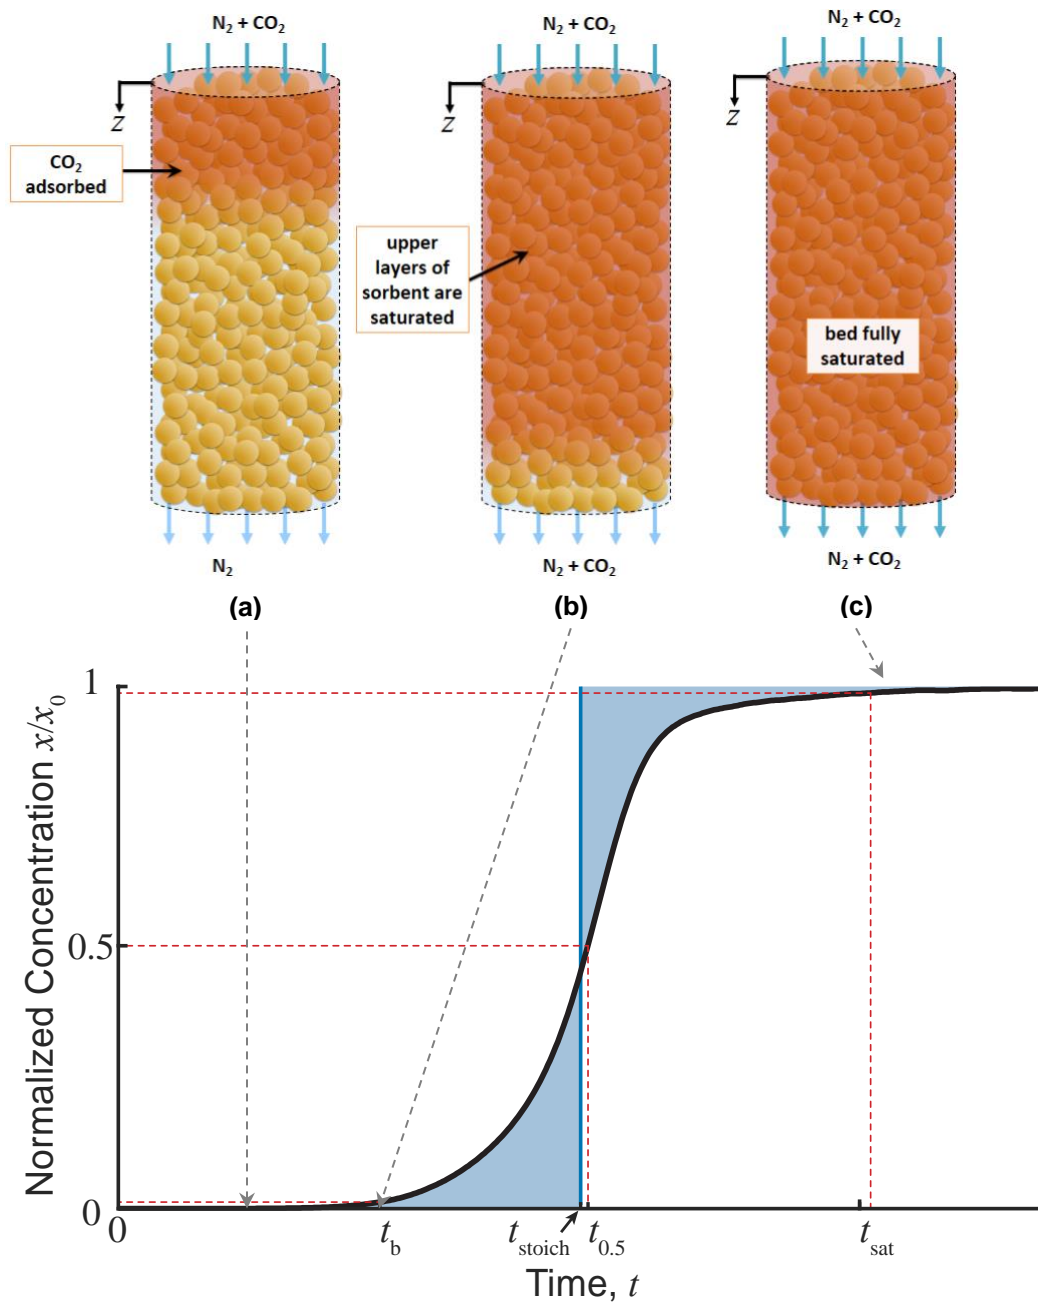 N₂ + CO₂
N₂ + CO₂
N₂ + CO₂
z
z
z
CO₂
adsorbed
upper
layers of
sorbent are
saturated
bed fully
saturated
N₂
N₂ + CO₂
N₂ + CO₂
(a)
(b)
(c)
Normalized Concentration x/x₀
1
0.5
0
0
t_b
t_stoich
t_0.5
t_sat
Time, t